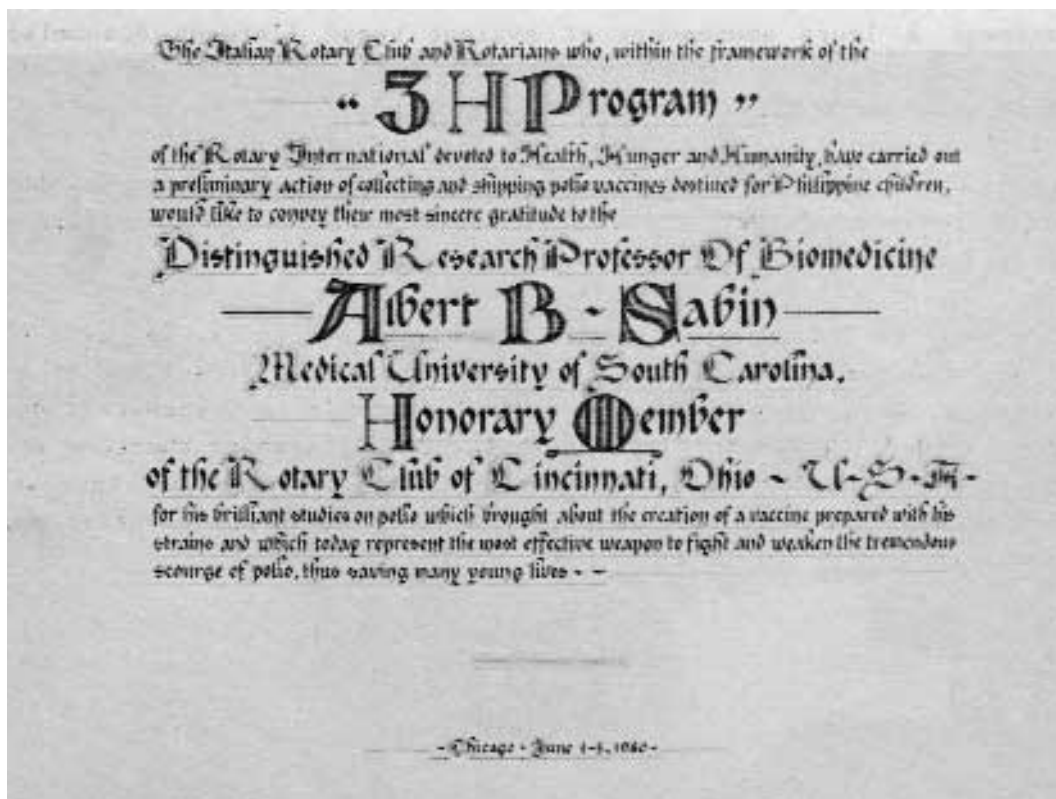 The Italian Rotary Club and Rotarians who, within the framework of the
“ 3 H Program ”
of the Rotary International devoted to Health, Hunger and Humanity, have carried out
a preliminary action of collecting and shipping polio vaccines destined for Philippine children,
would like to convey their most sincere gratitude to the
Distinguished Research Professor Of Biomedicine
Albert B - Sabin
Medical University of South Carolina.
Honorary Member
of the Rotary Club of Cincinnati, Ohio - U-S-A-
for his brilliant studies on polio which brought about the creation of a vaccine prepared with his
strains and which today represent the most effective weapon to fight and weaken the tremendous
scourge of polio, thus saving many young lives - -
- Chicago - June 1980 -